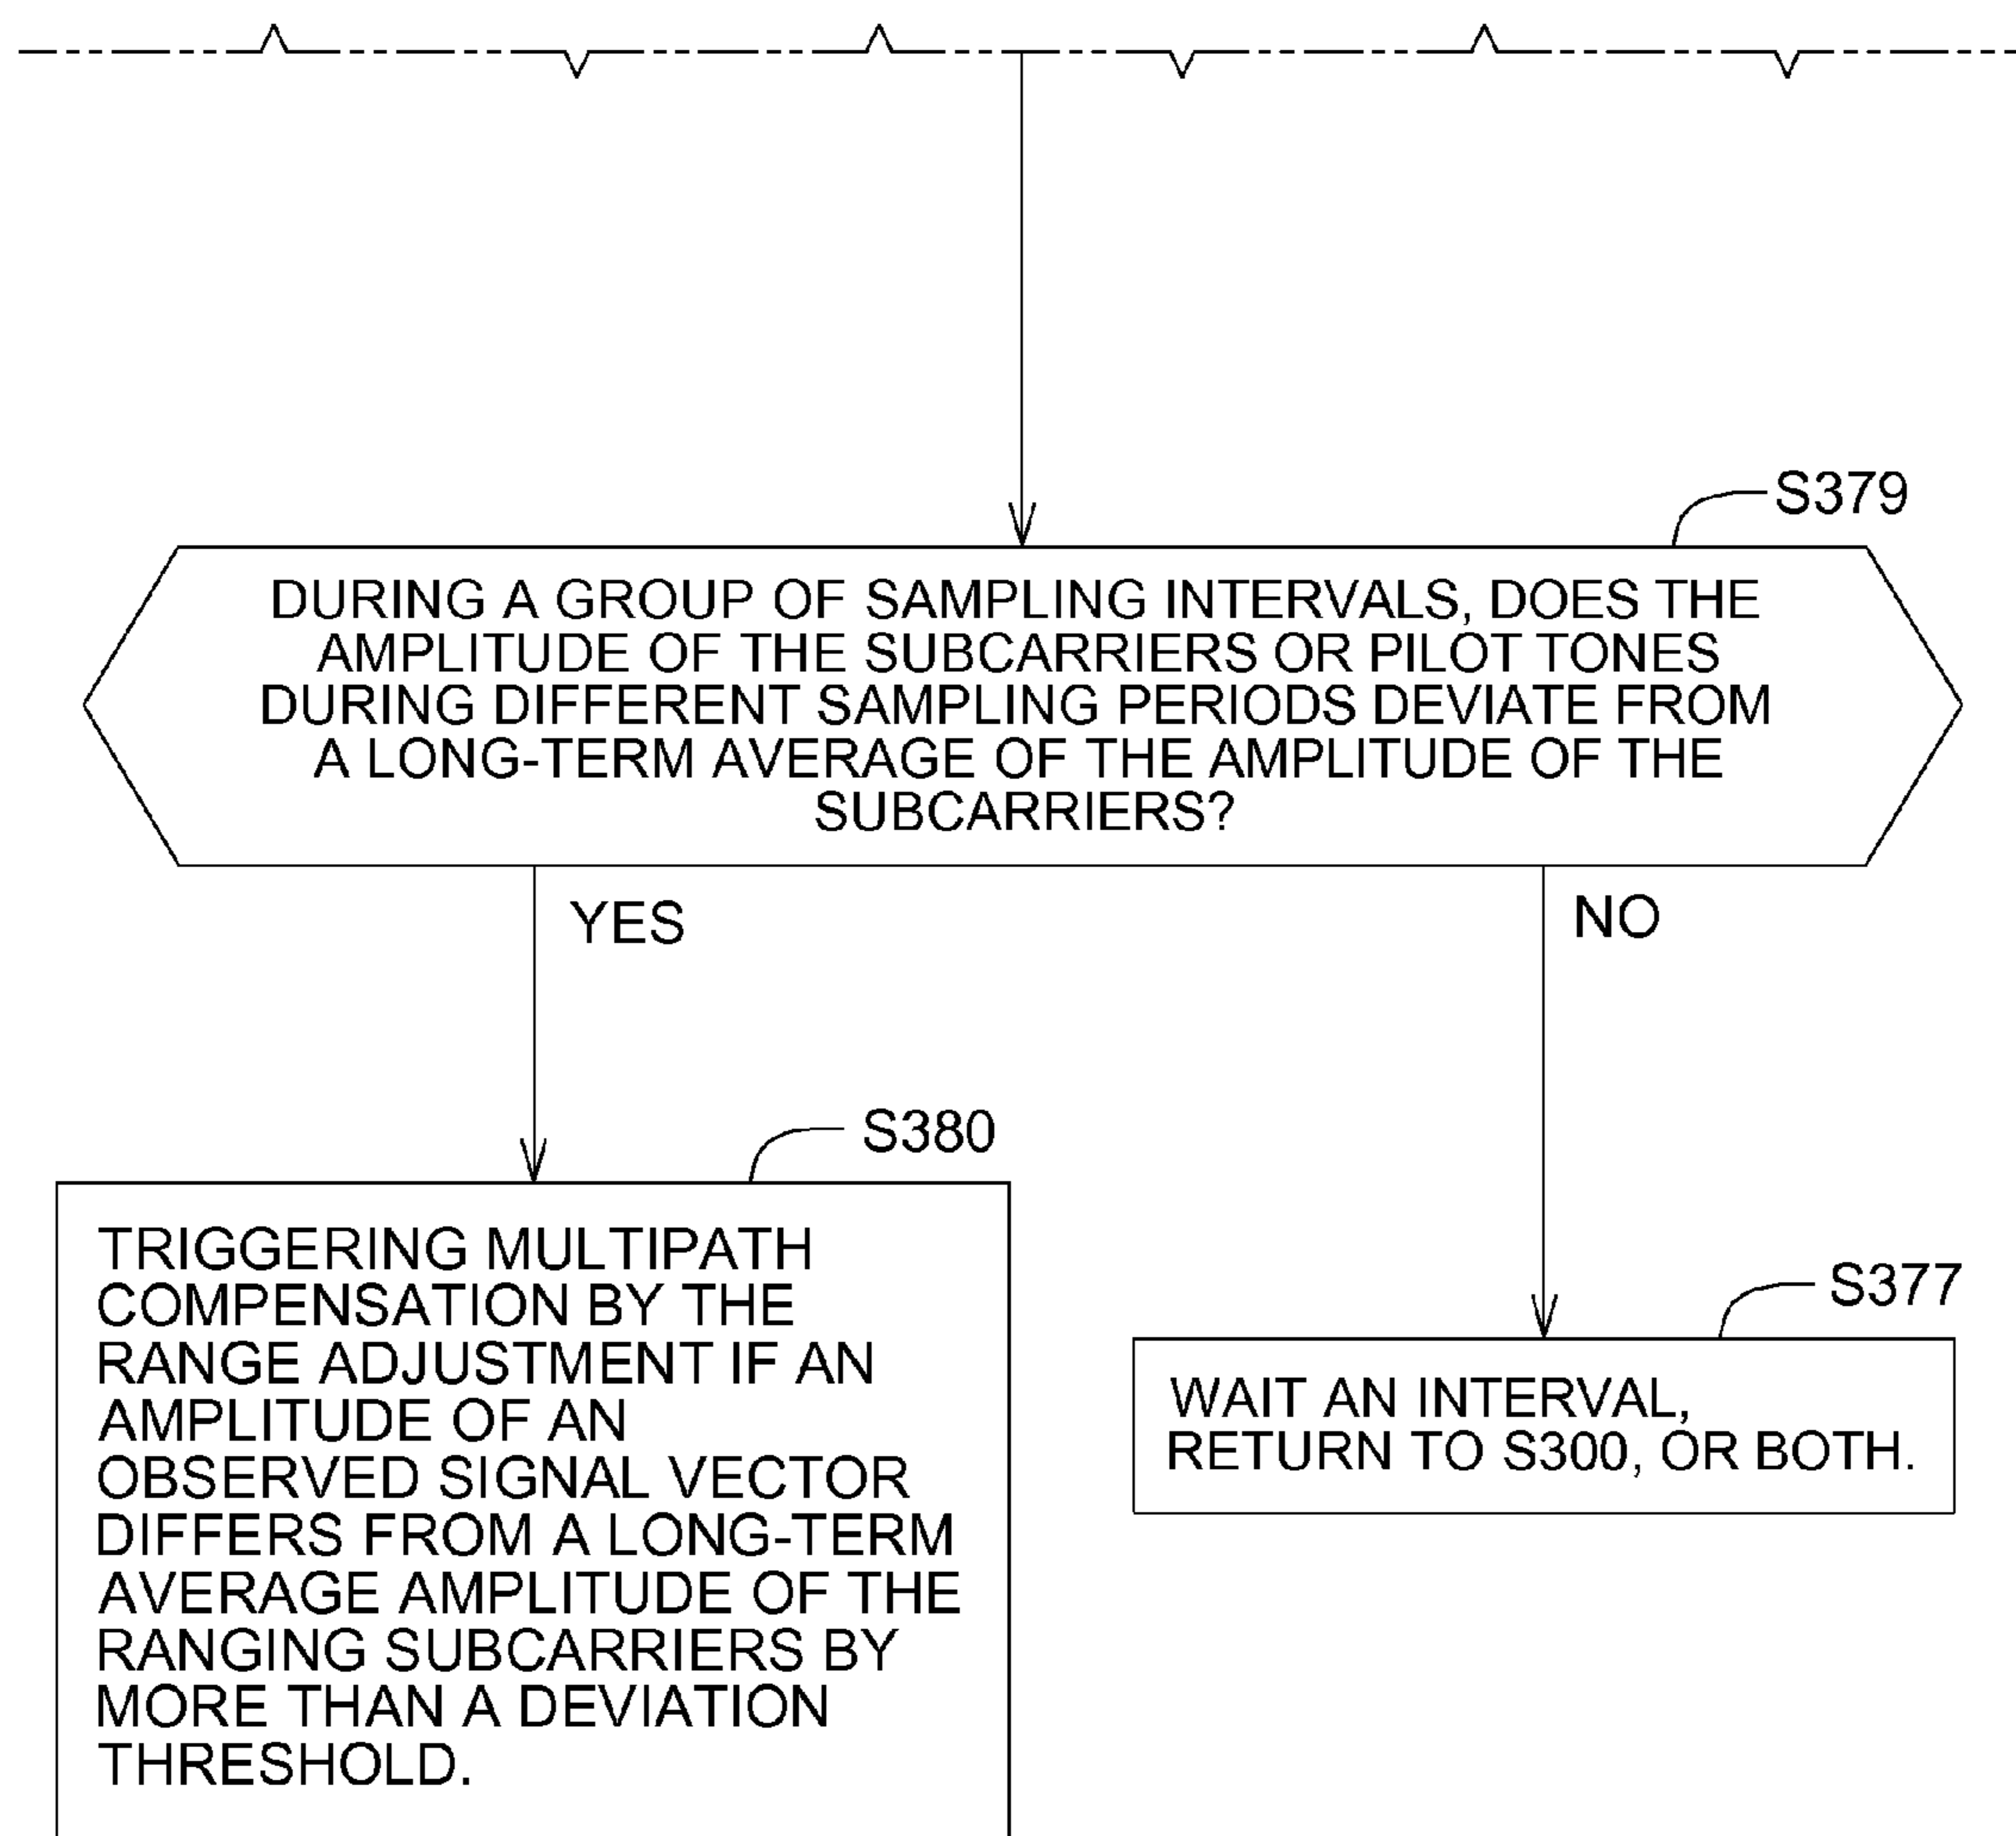 S379
DURING A GROUP OF SAMPLING INTERVALS, DOES THE
AMPLITUDE OF THE SUBCARRIERS OR PILOT TONES
DURING DIFFERENT SAMPLING PERIODS DEVIATE FROM
A LONG-TERM AVERAGE OF THE AMPLITUDE OF THE
SUBCARRIERS?
YES
NO
S380
TRIGGERING MULTIPATH
COMPENSATION BY THE
RANGE ADJUSTMENT IF AN
AMPLITUDE OF AN
OBSERVED SIGNAL VECTOR
DIFFERS FROM A LONG-TERM
AVERAGE AMPLITUDE OF THE
RANGING SUBCARRIERS BY
MORE THAN A DEVIATION
THRESHOLD.
S377
WAIT AN INTERVAL,
RETURN TO S300, OR BOTH.